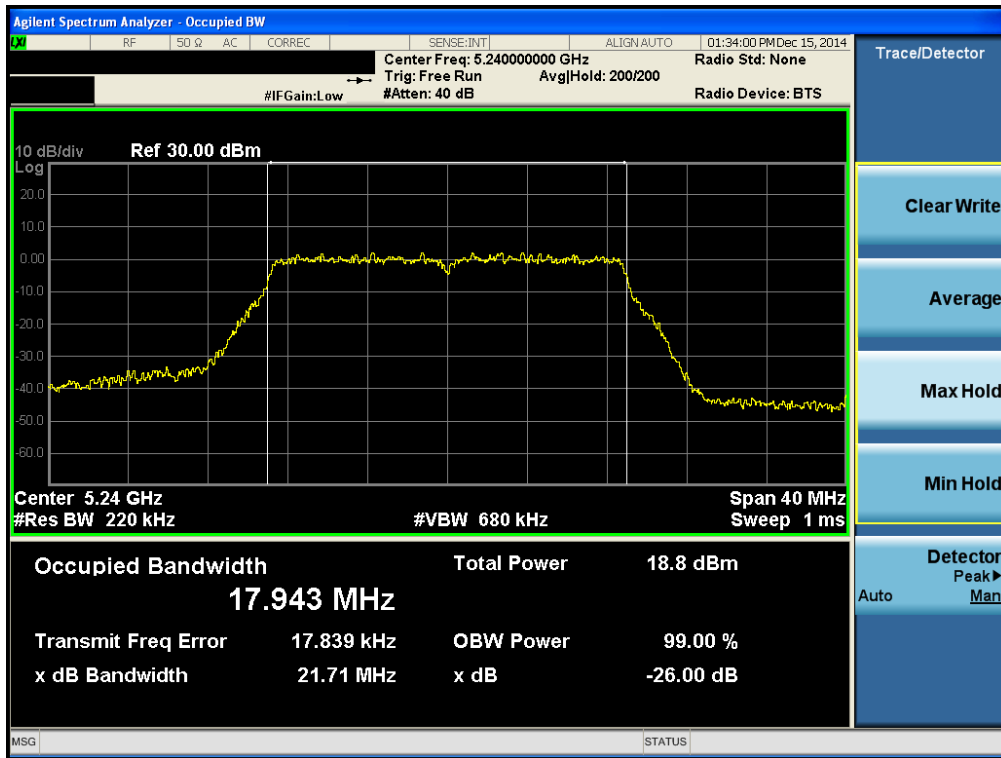 Agilent Spectrum Analyzer - Occupied BW
LXI RF 50 Ω AC CORREC SENSE:INT ALIGN AUTO 01:34:00 PM Dec 15, 2014
Center Freq: 5.240000000 GHz Radio Std: None
Trig: Free Run Avg|Hold: 200/200
#IFGain:Low #Atten: 40 dB Radio Device: BTS
10 dB/div Ref 30.00 dBm
Log
20.0
10.0
0.00
-10.0
-20.0
-30.0
-40.0
-50.0
-60.0
Center 5.24 GHz Span 40 MHz
#Res BW 220 kHz #VBW 680 kHz Sweep 1 ms
Occupied Bandwidth Total Power 18.8 dBm
17.943 MHz
Transmit Freq Error 17.839 kHz OBW Power 99.00 %
x dB Bandwidth 21.71 MHz x dB -26.00 dB
MSG STATUS
Trace/Detector
Clear Write
Average
Max Hold
Min Hold
Detector
Peak▶
Auto Man